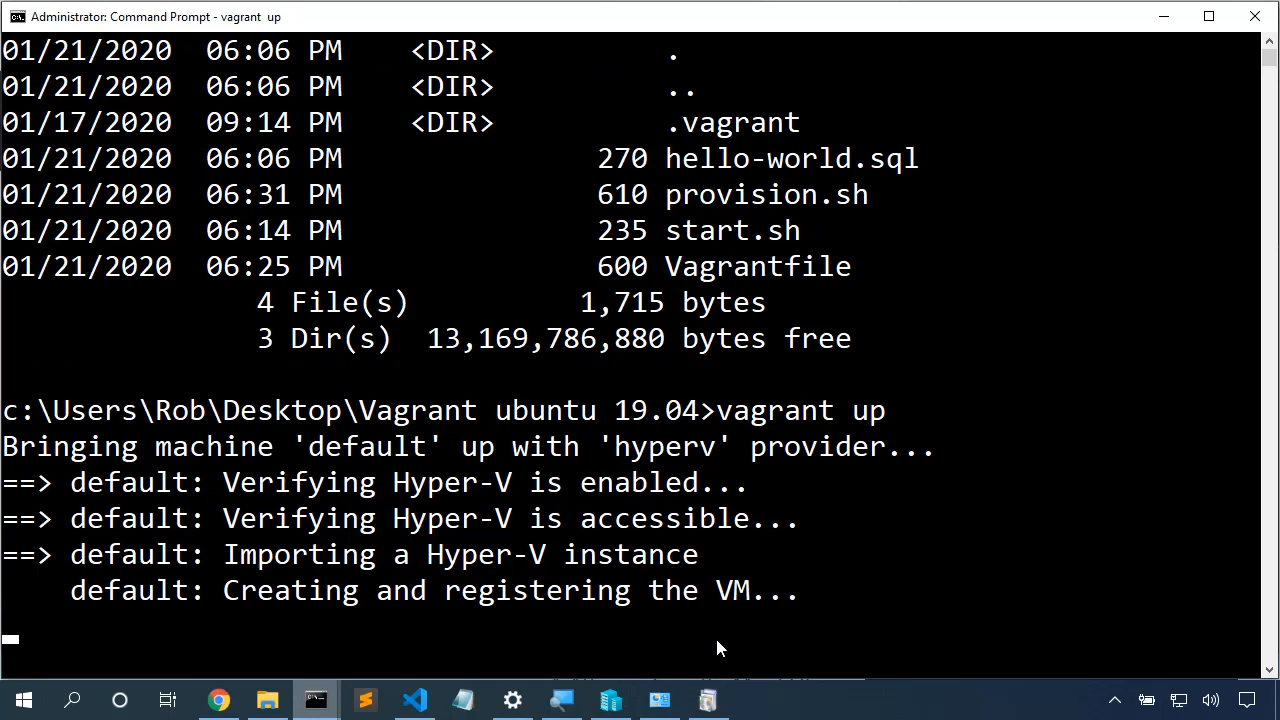 Administrator: Command Prompt - vagrant  up
01/21/2020  06:06 PM    <DIR>          .
01/21/2020  06:06 PM    <DIR>          ..
01/17/2020  09:14 PM    <DIR>          .vagrant
01/21/2020  06:06 PM               270 hello-world.sql
01/21/2020  06:31 PM               610 provision.sh
01/21/2020  06:14 PM               235 start.sh
01/21/2020  06:25 PM               600 Vagrantfile
               4 File(s)          1,715 bytes
               3 Dir(s)  13,169,786,880 bytes free
c:\Users\Rob\Desktop\Vagrant ubuntu 19.04>vagrant up
Bringing machine 'default' up with 'hyperv' provider...
==> default: Verifying Hyper-V is enabled...
==> default: Verifying Hyper-V is accessible...
==> default: Importing a Hyper-V instance
    default: Creating and registering the VM...